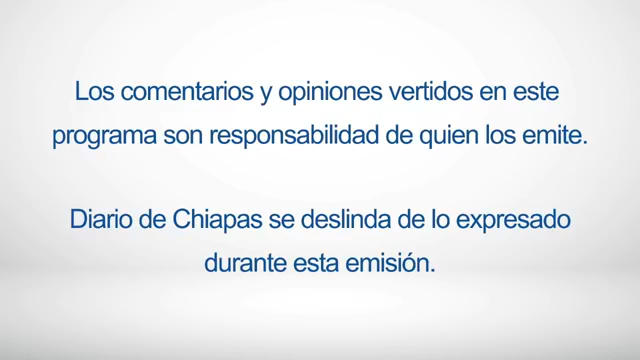 Los comentarios y opiniones vertidos en este
programa son responsabilidad de quien los emite.
Diario de Chiapas se deslinda de lo expresado
durante esta emisión.